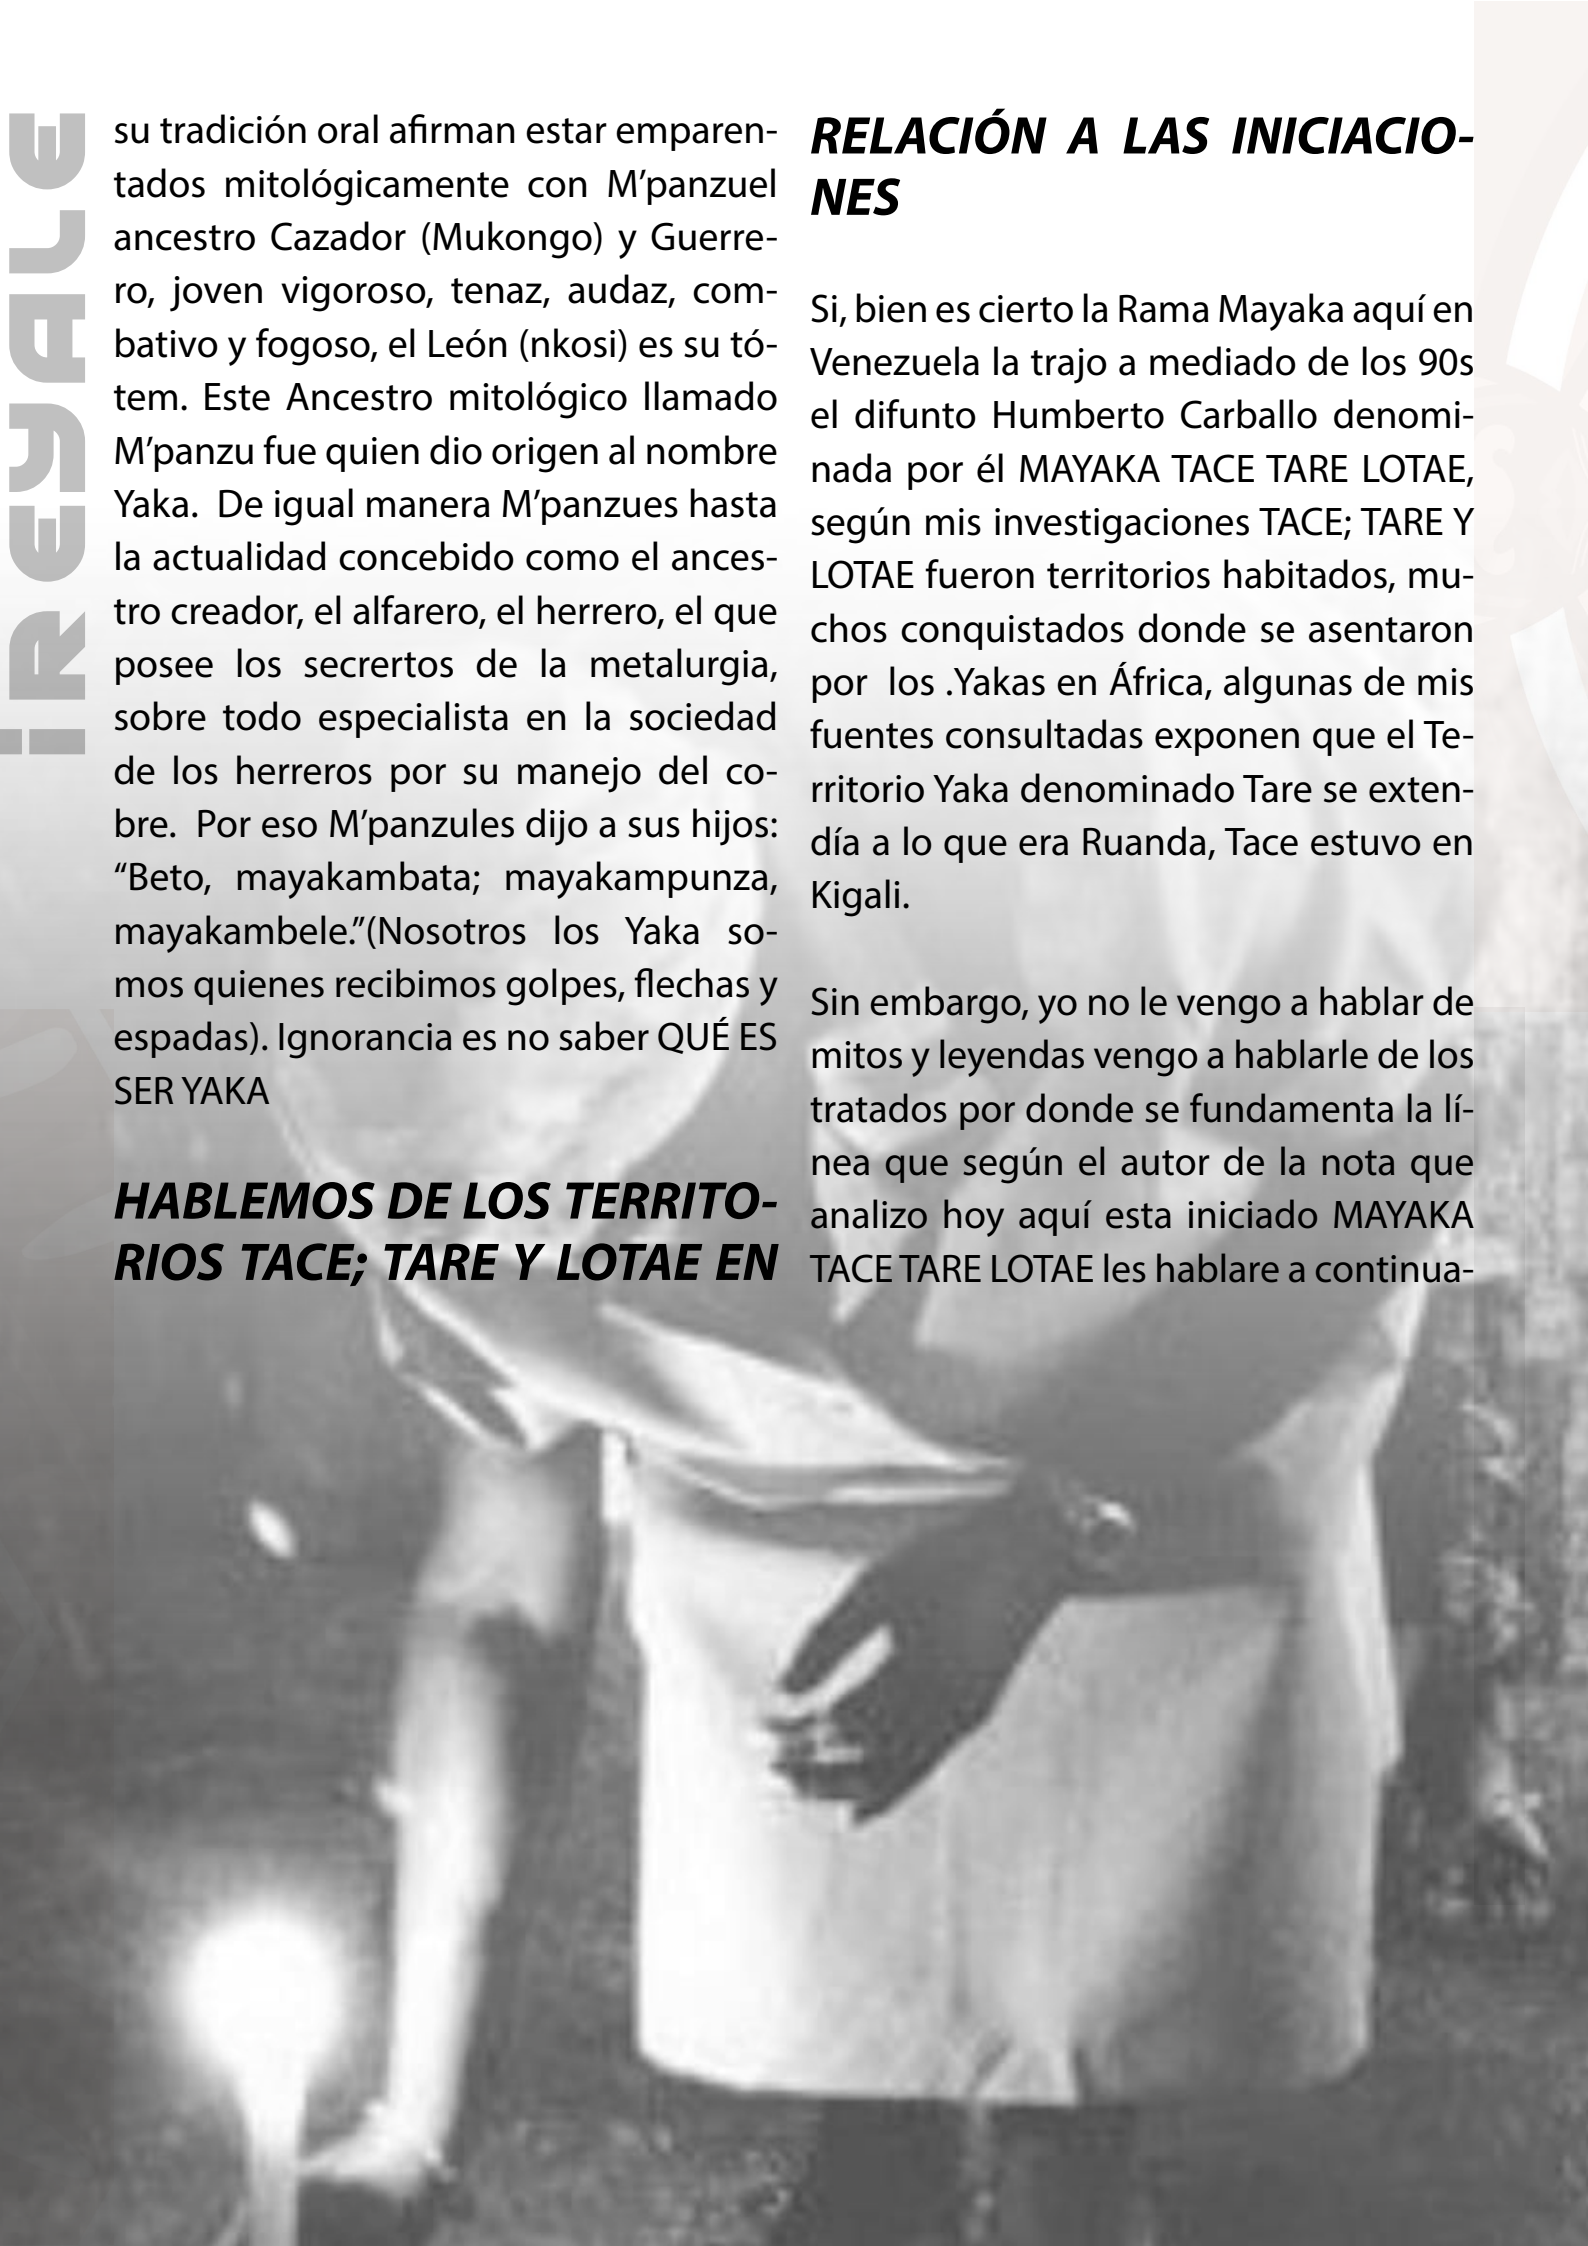 iREYALE
su tradición oral afirman estar emparen-
tados mitológicamente con M’panzuel
ancestro Cazador (Mukongo) y Guerre-
ro, joven vigoroso, tenaz, audaz, com-
bativo y fogoso, el León (nkosi) es su tó-
tem. Este Ancestro mitológico llamado
M’panzu fue quien dio origen al nombre
Yaka.  De igual manera M’panzues hasta
la actualidad concebido como el ances-
tro creador, el alfarero, el herrero, el que
posee los secrertos de la metalurgia,
sobre todo especialista en la sociedad
de los herreros por su manejo del co-
bre.  Por eso M’panzules dijo a sus hijos:
“Beto, mayakambata; mayakampunza,
mayakambele.”(Nosotros los Yaka so-
mos quienes recibimos golpes, flechas y
espadas). Ignorancia es no saber QUÉ ES
SER YAKA
HABLEMOS DE LOS TERRITO-
RIOS TACE; TARE Y LOTAE EN
RELACIÓN A LAS INICIACIO-
NES
Si, bien es cierto la Rama Mayaka aquí en
Venezuela la trajo a mediado de los 90s
el difunto Humberto Carballo denomi-
nada por él MAYAKA TACE TARE LOTAE,
según mis investigaciones TACE; TARE Y
LOTAE fueron territorios habitados, mu-
chos conquistados donde se asentaron
por  los .Yakas en África, algunas de mis
fuentes consultadas exponen que el Te-
rritorio Yaka denominado Tare se exten-
día a lo que era Ruanda, Tace estuvo en
Kigali.
Sin embargo, yo no le vengo a hablar de
mitos y leyendas vengo a hablarle de los
tratados por donde se fundamenta la lí-
nea que según el autor de la nota que
analizo hoy aquí esta iniciado MAYAKA
TACE TARE LOTAE les hablare a continua-